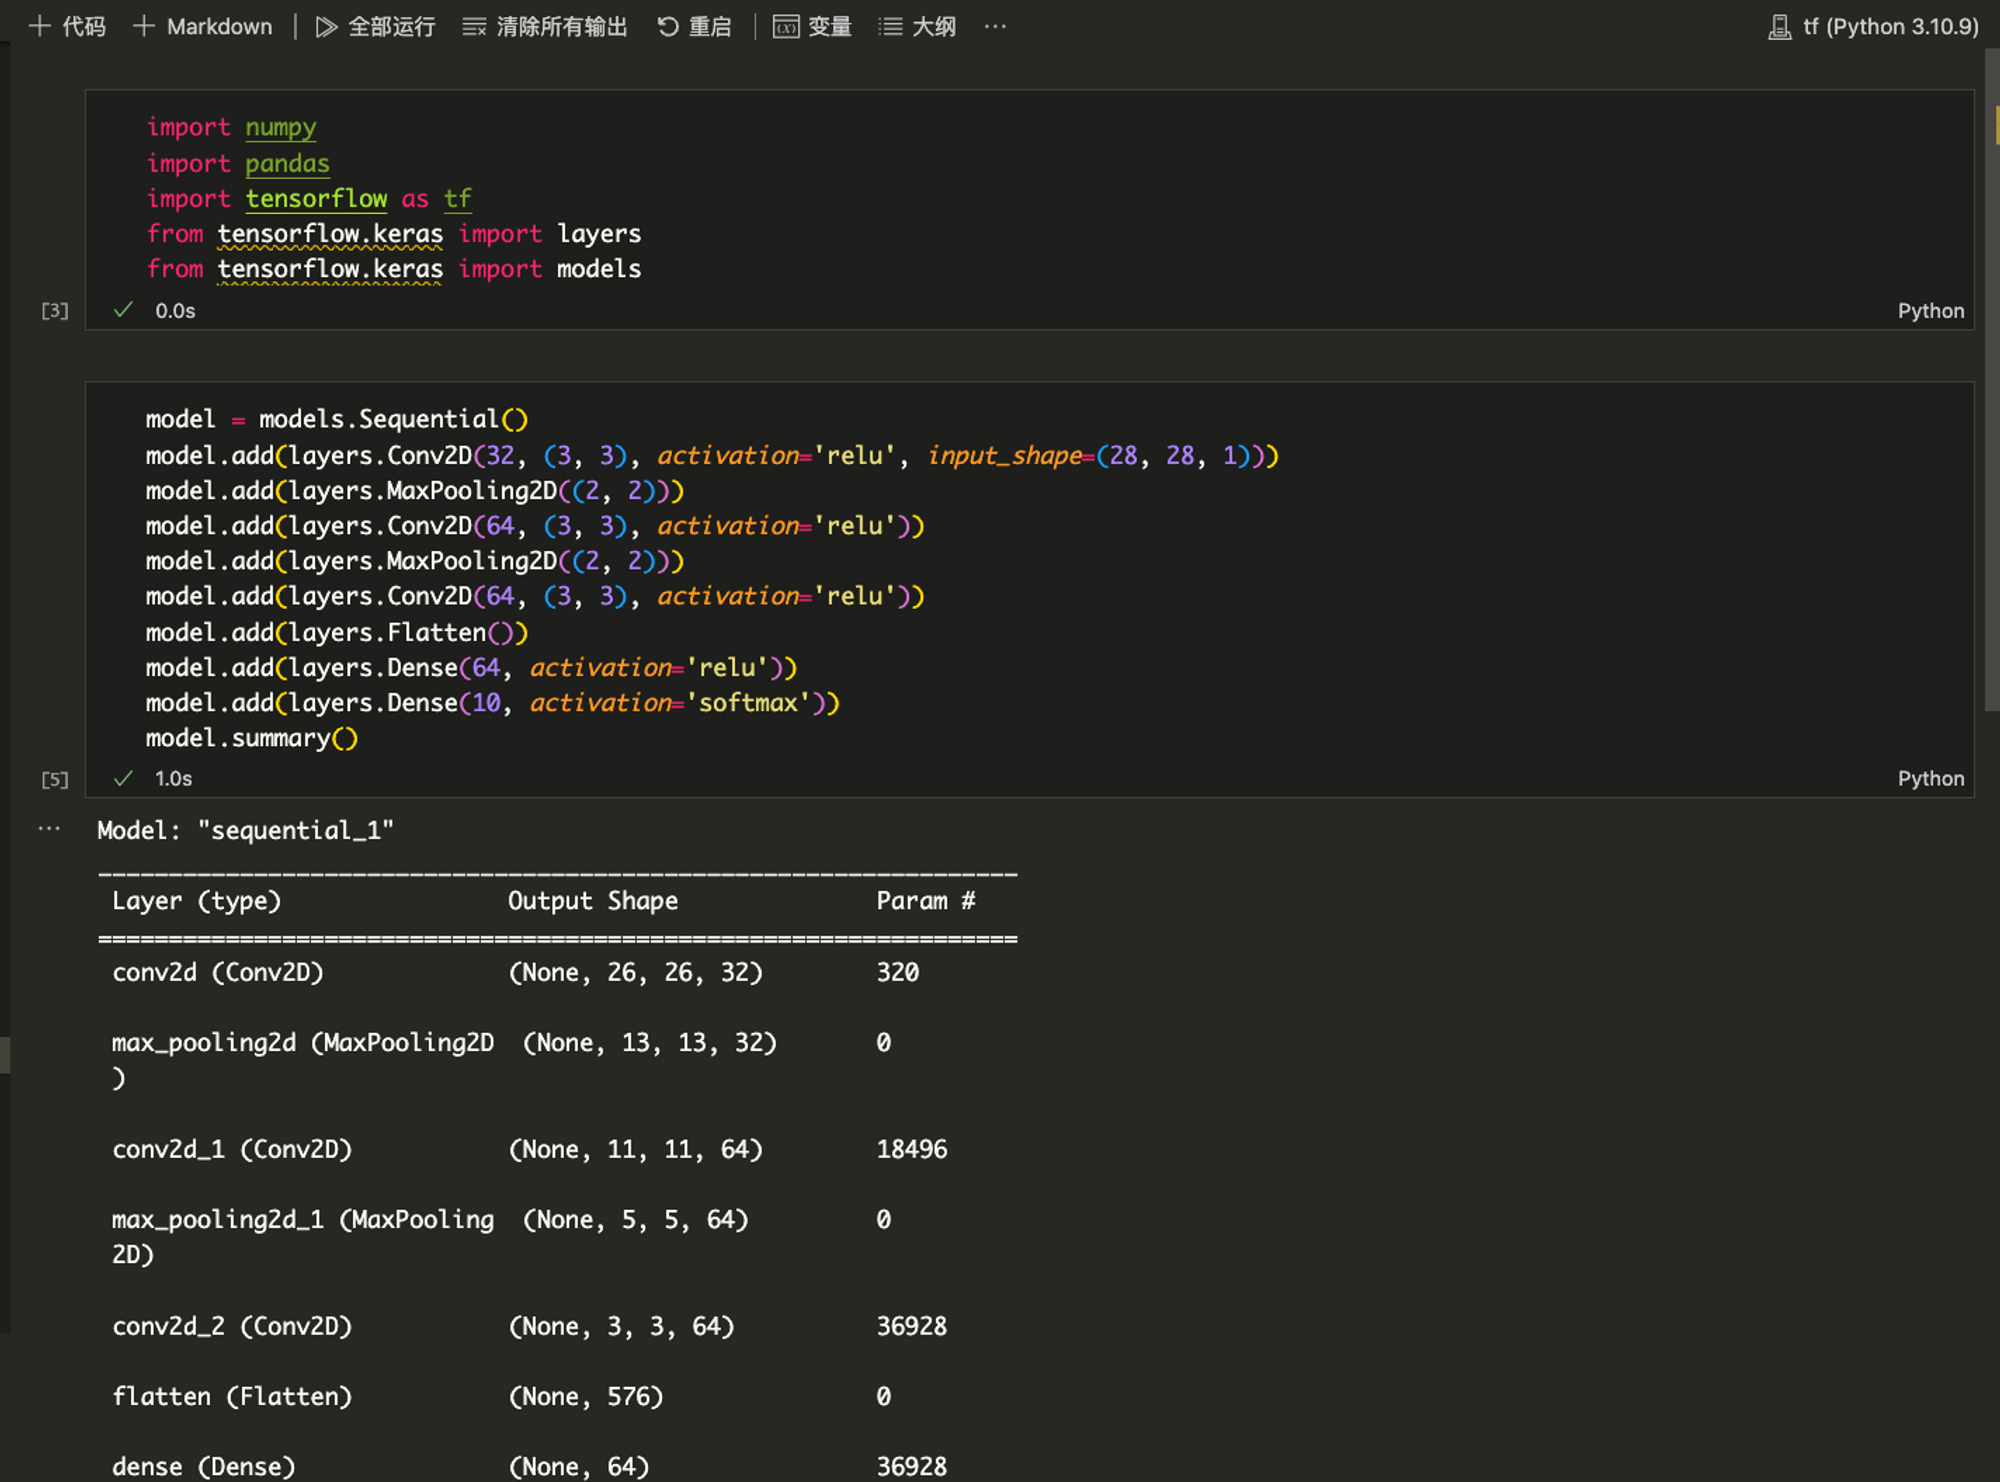 代码 Markdown 全部运行 清除所有输出 重启 (x) 变量 大纲 ··· tf (Python 3.10.9)
import numpy
import pandas
import tensorflow as tf
from tensorflow.keras import layers
from tensorflow.keras import models
[3] 0.0s Python
model = models.Sequential()
model.add(layers.Conv2D(32, (3, 3), activation='relu', input_shape=(28, 28, 1)))
model.add(layers.MaxPooling2D((2, 2)))
model.add(layers.Conv2D(64, (3, 3), activation='relu'))
model.add(layers.MaxPooling2D((2, 2)))
model.add(layers.Conv2D(64, (3, 3), activation='relu'))
model.add(layers.Flatten())
model.add(layers.Dense(64, activation='relu'))
model.add(layers.Dense(10, activation='softmax'))
model.summary()
[5] 1.0s Python
··· Model: "sequential_1"
_________________________________________________________________
Layer (type) Output Shape Param #
=================================================================
conv2d (Conv2D) (None, 26, 26, 32) 320
max_pooling2d (MaxPooling2D (None, 13, 13, 32) 0
)
conv2d_1 (Conv2D) (None, 11, 11, 64) 18496
max_pooling2d_1 (MaxPooling (None, 5, 5, 64) 0
2D)
conv2d_2 (Conv2D) (None, 3, 3, 64) 36928
flatten (Flatten) (None, 576) 0
dense (Dense) (None, 64) 36928